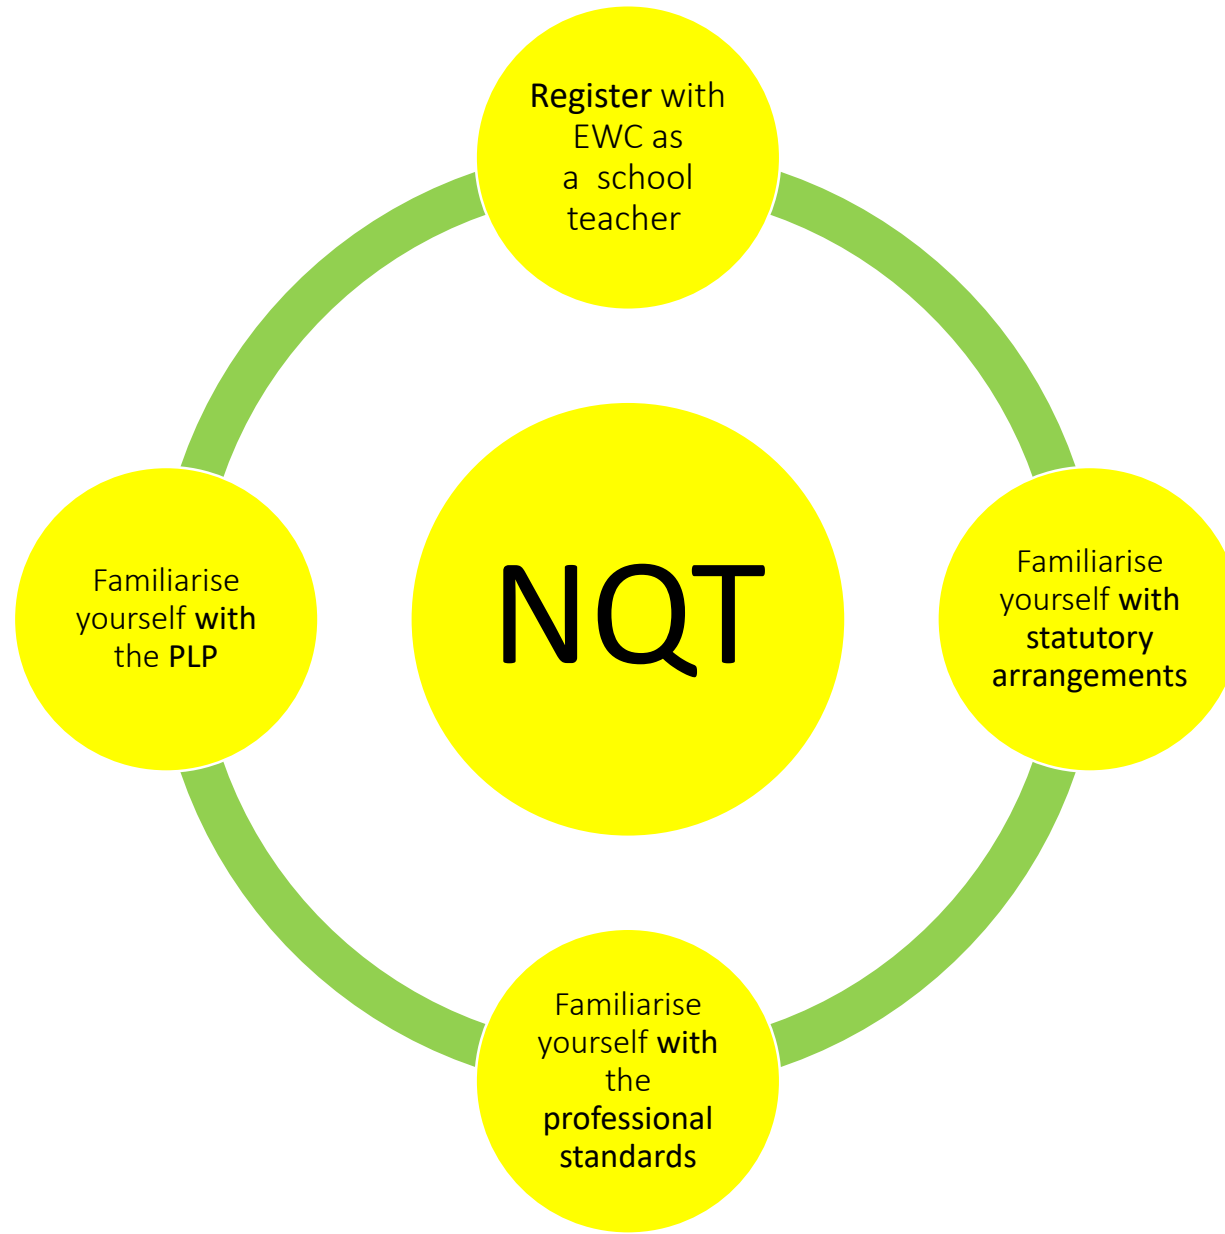 Register with
EWC as
a  school
teacher
NQT
Familiarise
yourself with
statutory
arrangements
Familiarise
yourself with
the
professional
standards
Familiarise
yourself with
the PLP